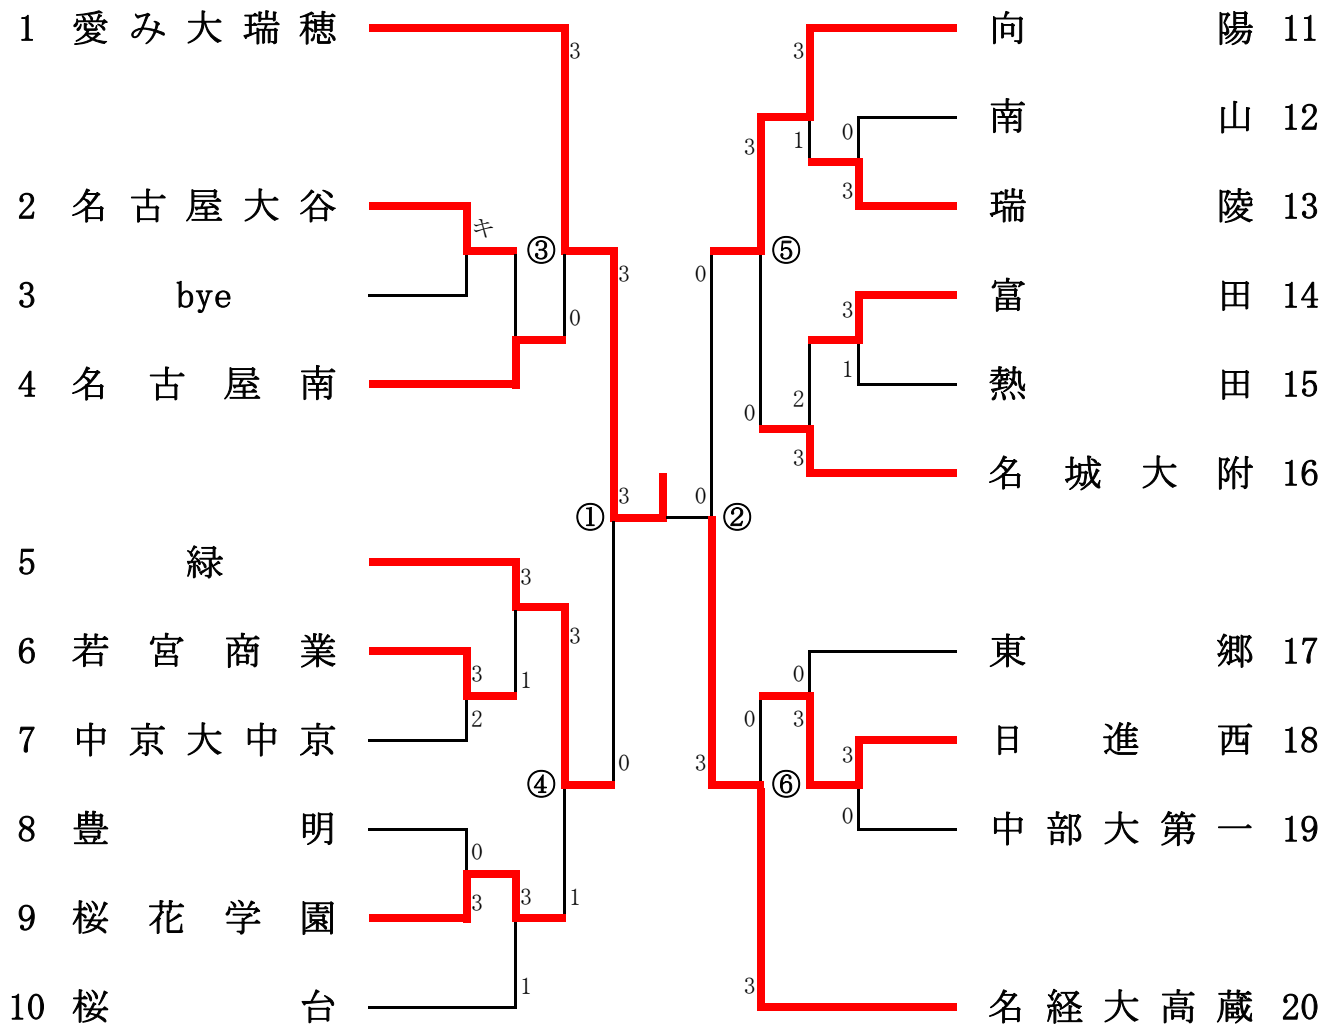 1 愛み大瑞穂
2 名古屋大谷
3 bye
4 名古屋南
5 緑
6 若宮商業
7 中京大中京
8 豊明
9 桜花学園
10 桜台
3
キ
③
3
0
3
①
3
3
1
3
2
0
④
0
3
3
1
1
3
0
3
1
3
0
⑤
3
1
0
2
3
0
②
0
3
0
3
3
⑥
0
3
向陽 11
南山 12
瑞陵 13
富田 14
熱田 15
名城大附 16
東郷 17
日進西 18
中部大第一 19
名経大高蔵 20